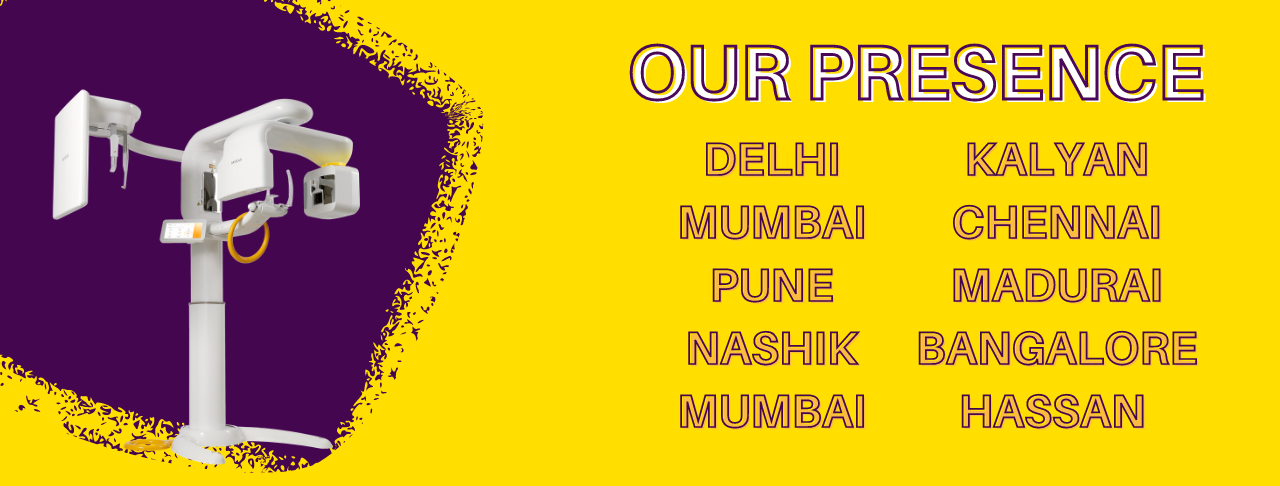 OUR PRESENCE
DELHI
MUMBAI
PUNE
NASHIK
MUMBAI
KALYAN
CHENNAI
MADURAI
BANGALORE
HASSAN